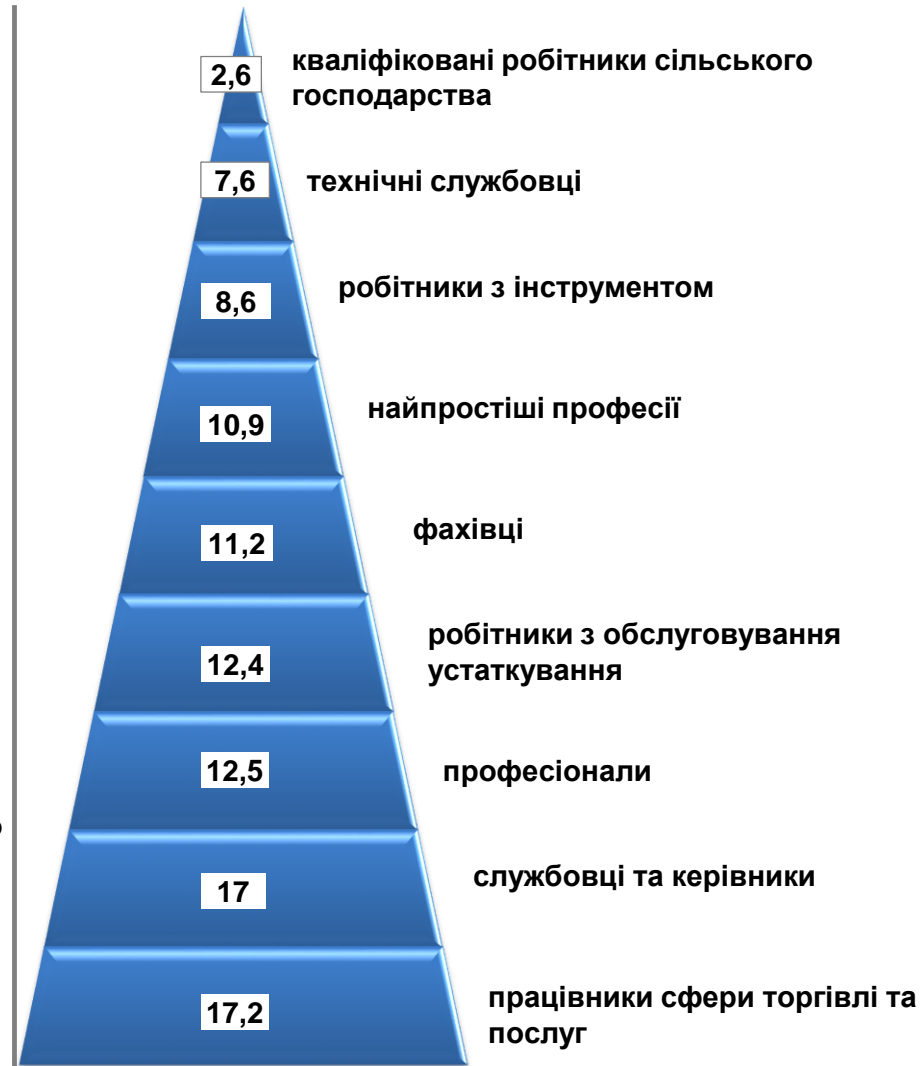 2,6
кваліфіковані робітники сільського
господарства
7,6
технічні службовці
8,6
робітники з інструментом
10,9
найпростіші професії
11,2
фахівці
12,4
робітники з обслуговування
устаткування
12,5
професіонали
17
службовці та керівники
17,2
працівники сфери торгівлі та
послуг